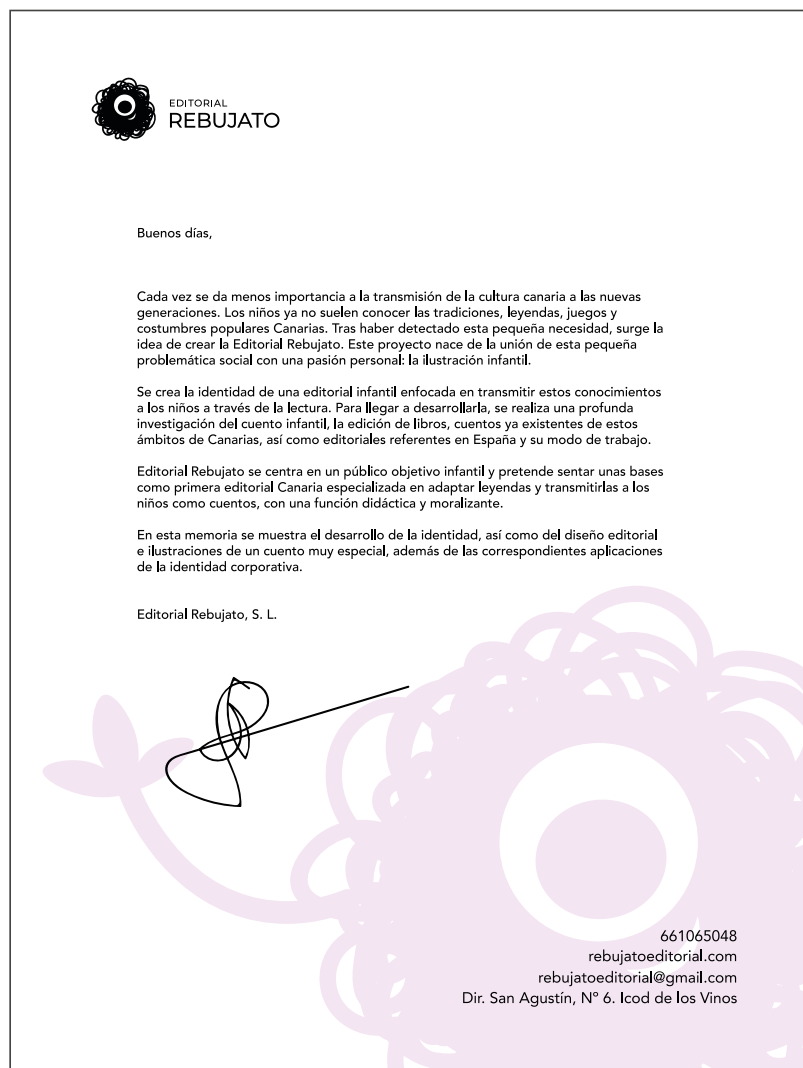 EDITORIAL
REBUJATO
Buenos días,
Cada vez se da menos importancia a la transmisión de la cultura canaria a las nuevas
generaciones. Los niños ya no suelen conocer las tradiciones, leyendas, juegos y
costumbres populares Canarias. Tras haber detectado esta pequeña necesidad, surge la
idea de crear la Editorial Rebujato. Este proyecto nace de la unión de esta pequeña
problemática social con una pasión personal: la ilustración infantil.
Se crea la identidad de una editorial infantil enfocada en transmitir estos conocimientos
a los niños a través de la lectura. Para llegar a desarrollarla, se realiza una profunda
investigación del cuento infantil, la edición de libros, cuentos ya existentes de estos
ámbitos de Canarias, así como editoriales referentes en España y su modo de trabajo.
Editorial Rebujato se centra en un público objetivo infantil y pretende sentar unas bases
como primera editorial Canaria especializada en adaptar leyendas y transmitirlas a los
niños como cuentos, con una función didáctica y moralizante.
En esta memoria se muestra el desarrollo de la identidad, así como del diseño editorial
e ilustraciones de un cuento muy especial, además de las correspondientes aplicaciones
de la identidad corporativa.
Editorial Rebujato, S. L.
661065048
rebujatoeditorial.com
rebujatoeditorial@gmail.com
Dir. San Agustín, Nº 6. Icod de los Vinos